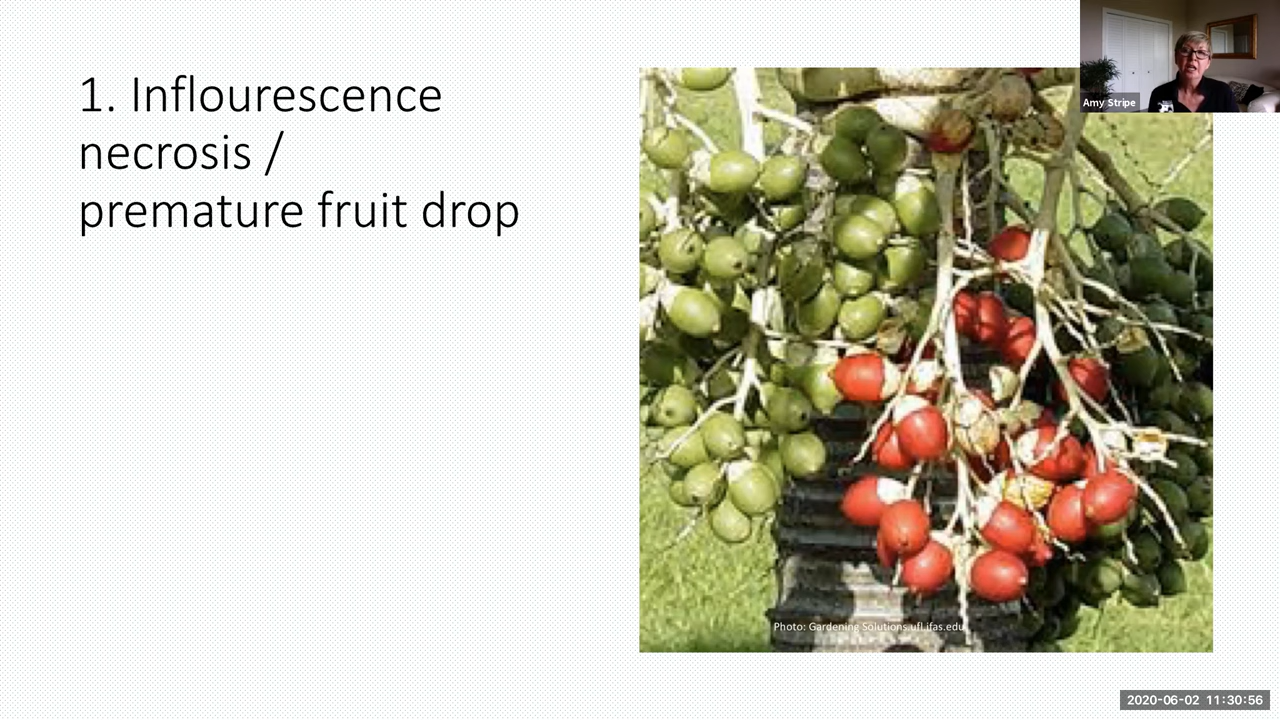 1. Inflourescence
necrosis /
premature fruit drop
Amy Stripe
Photo: Gardening Solutions.ufl.ifas.edu
2020-06-02 11:30:56